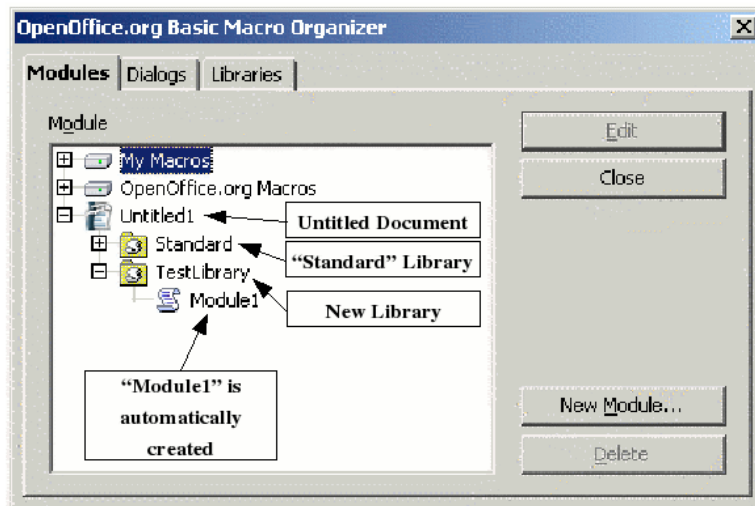 OpenOffice.org Basic Macro Organizer
Modules Dialogs Libraries
Module
My Macros
OpenOffice.org Macros
Untitled1
Standard
TestLibrary
Module1
Untitled Document
“Standard” Library
New Library
“Module1” is
automatically
created
Edit
Close
New Module...
Delete